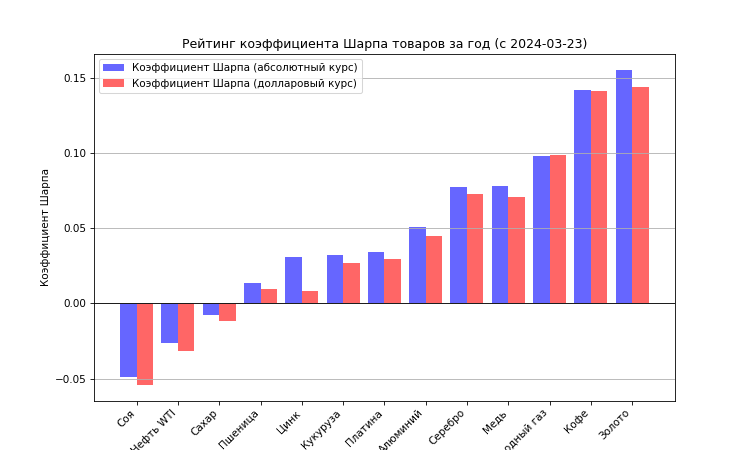 Рейтинг коэффициента Шарпа товаров за год (с 2024-03-23)
Коэффициент Шарпа (абсолютный курс)
Коэффициент Шарпа (долларовый курс)
Коэффициент Шарпа
0.15
0.10
0.05
0.00
−0.05
Соя
Нефть WTI
Сахар
Пшеница
Цинк
Кукуруза
Платина
Алюминий
Серебро
Медь
одный газ
Кофе
Золото